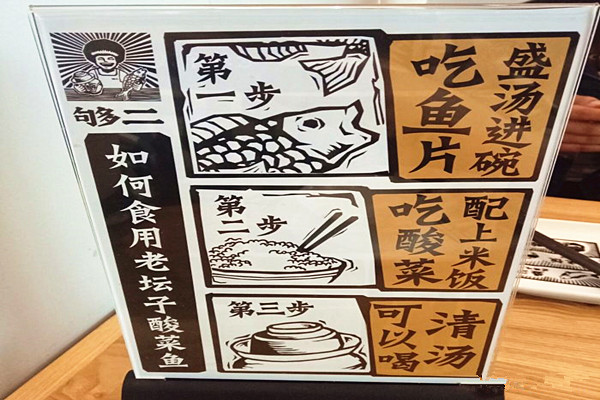 够二
如何食用老坛子酸菜鱼
第一步
盛汤进碗
吃鱼片
第二步
配上米饭
吃酸菜
第三步
清汤
可以喝